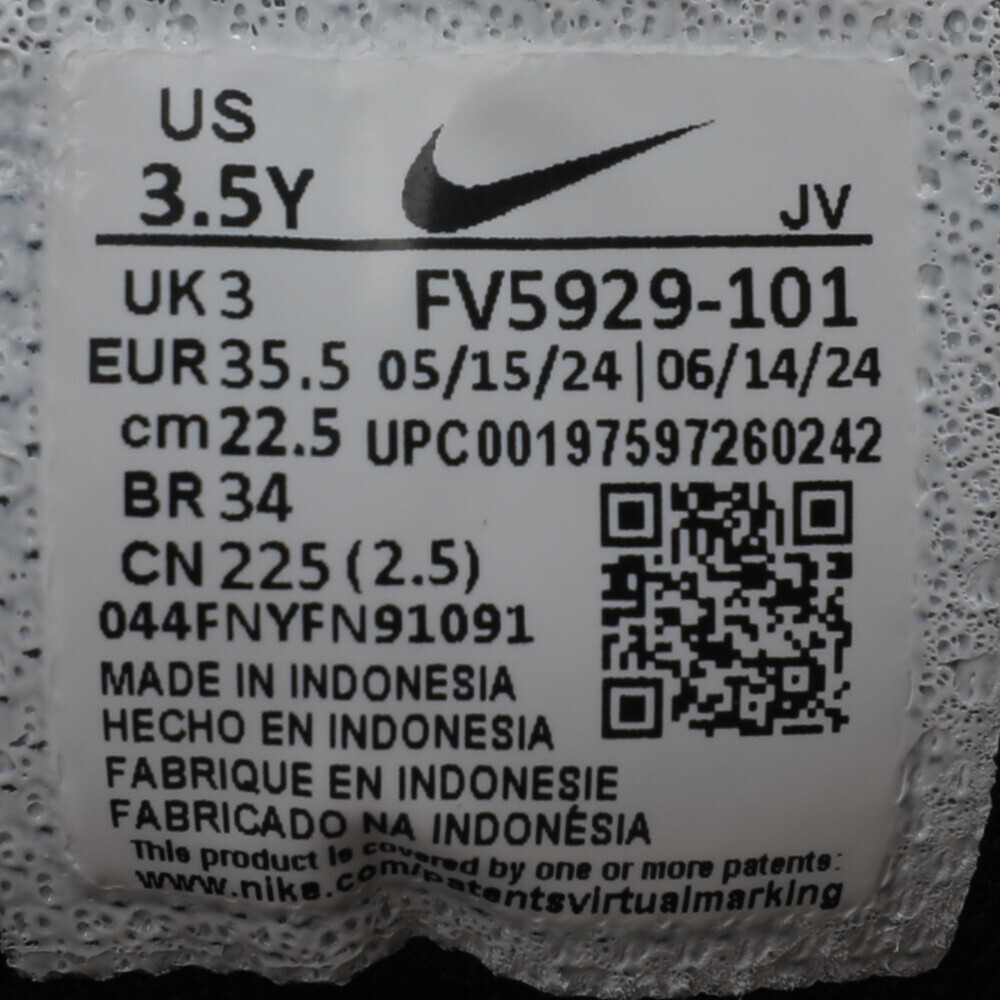 US
3.5Y
JV
UK 3 FV5929-101
EUR 35.5 05/15/24 | 06/14/24
cm 22.5 UPC00197597260242
BR 34
CN 225 (2.5)
044FNYFN91091
MADE IN INDONESIA
HECHO EN INDONESIA
FABRIQUE EN INDONESIE
FABRICADO NA INDONÉSIA
This product is covered by one or more patents:
www.nike.com/patentsvirtualmarking